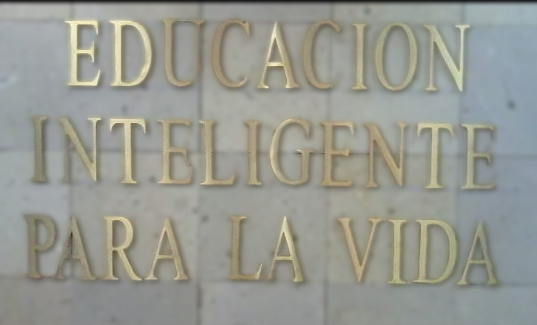 EDUCACION
INTELIGENTE
PARA LA VIDA